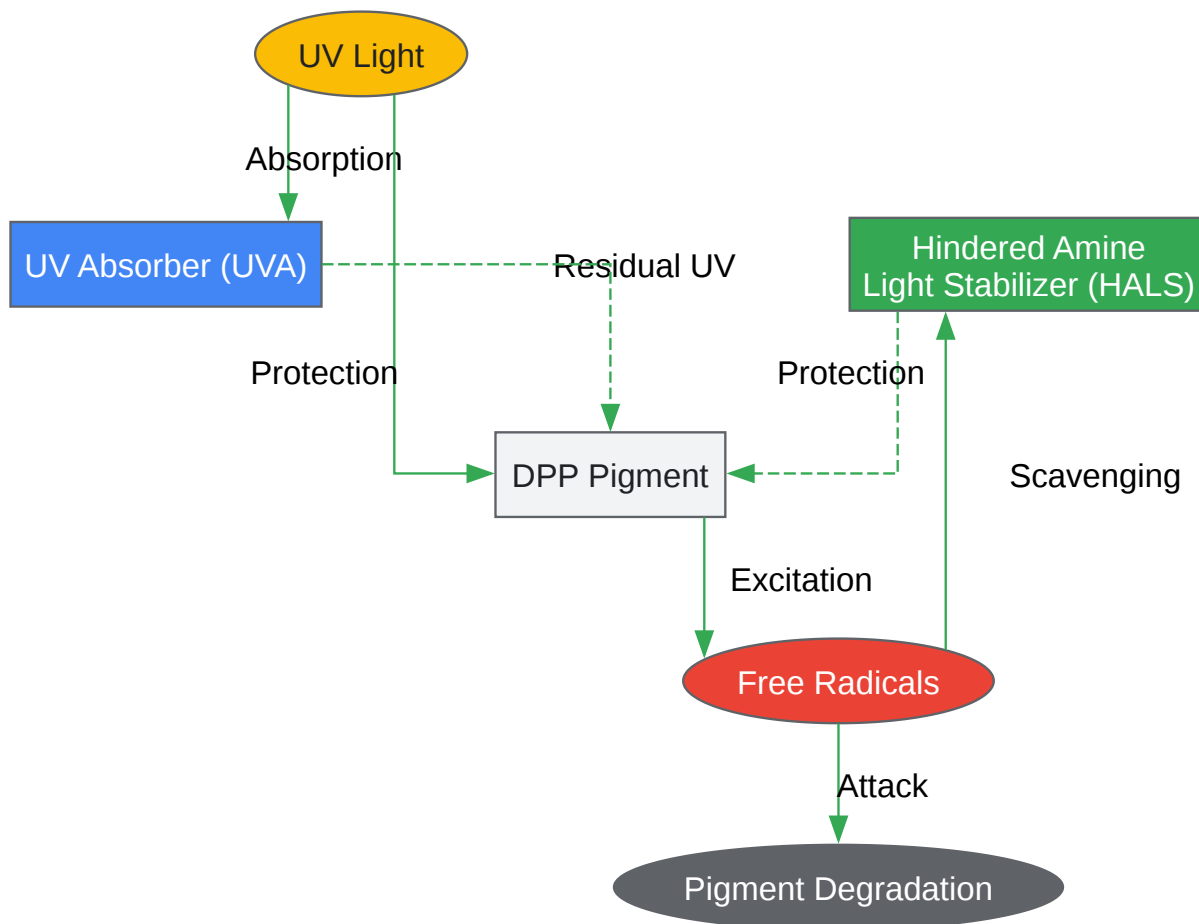 UV Light
Absorption
UV Absorber (UVA)
Residual UV
Hindered Amine
Light Stabilizer (HALS)
Protection
Protection
DPP Pigment
Scavenging
Excitation
Free Radicals
Attack
Pigment Degradation